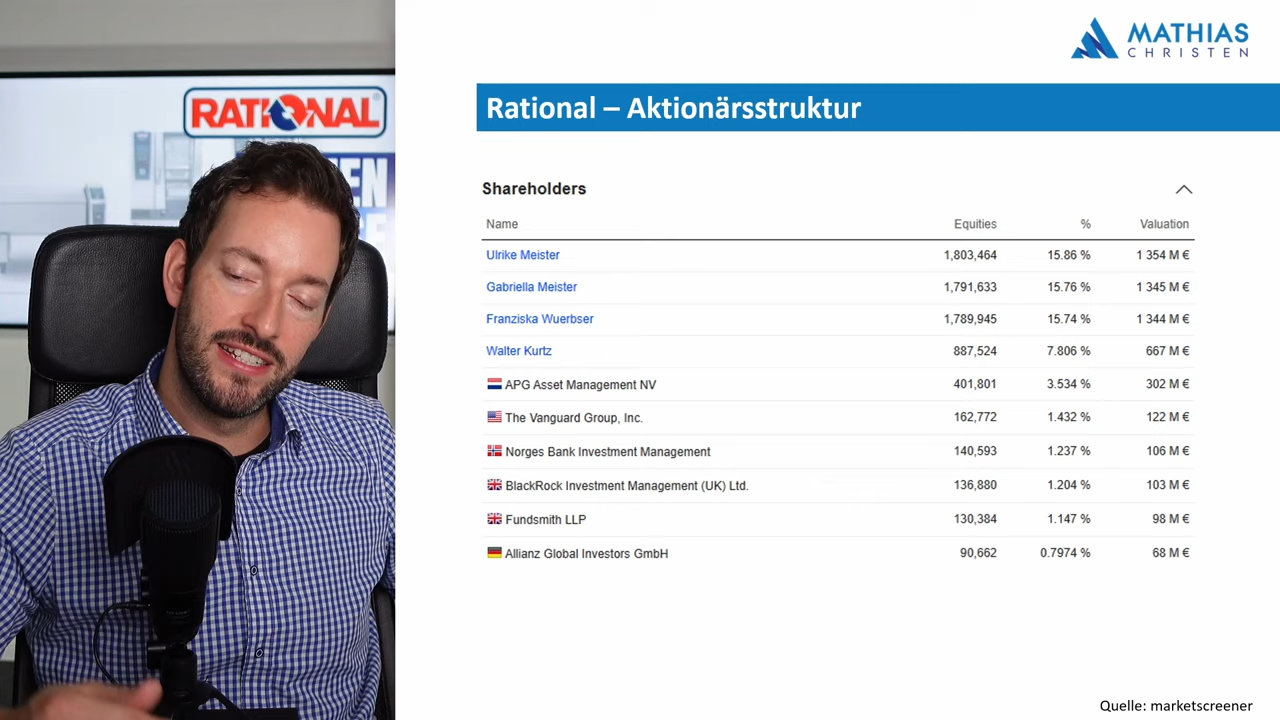 MATHIAS
CHRISTEN
RATIONAL
EN
Rational – Aktionärsstruktur
Shareholders
Name Equities % Valuation
Ulrike Meister 1,803,464 15.86 % 1 354 M €
Gabriella Meister 1,791,633 15.76 % 1 345 M €
Franziska Wuerbser 1,789,945 15.74 % 1 344 M €
Walter Kurtz 887,524 7.806 % 667 M €
APG Asset Management NV 401,801 3.534 % 302 M €
The Vanguard Group, Inc. 162,772 1.432 % 122 M €
Norges Bank Investment Management 140,593 1.237 % 106 M €
BlackRock Investment Management (UK) Ltd. 136,880 1.204 % 103 M €
Fundsmith LLP 130,384 1.147 % 98 M €
Allianz Global Investors GmbH 90,662 0.7974 % 68 M €
Quelle: marketscreener